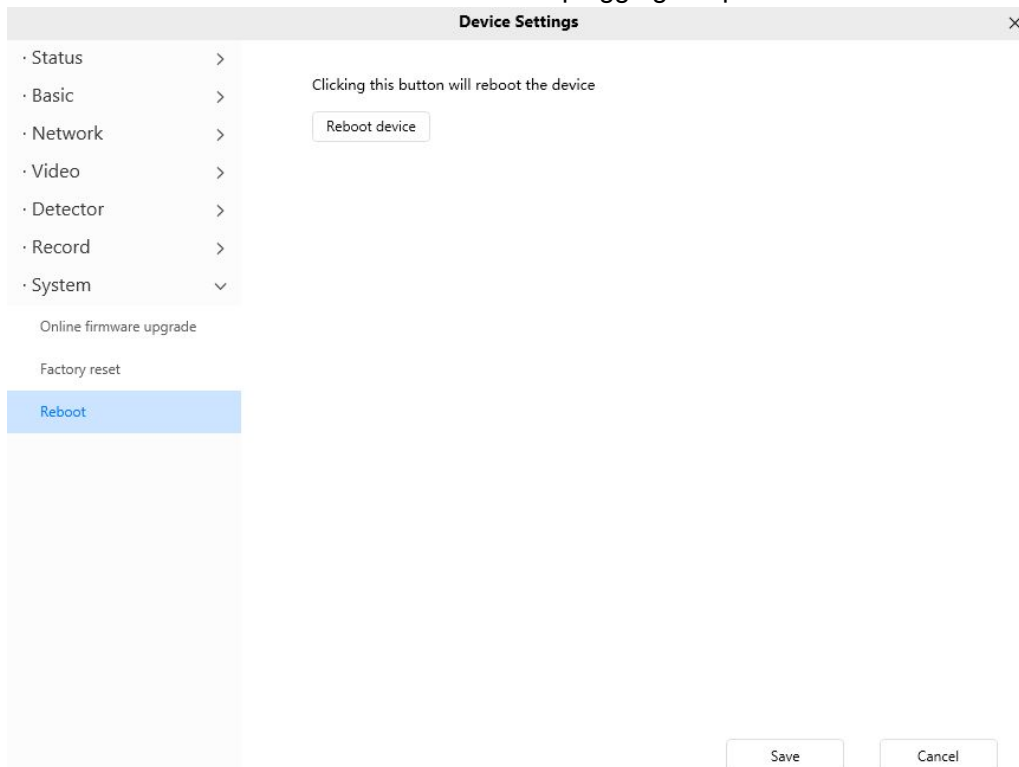 Device Settings
· Status
· Basic
· Network
· Video
· Detector
· Record
· System
Online firmware upgrade
Factory reset
Reboot
Clicking this button will reboot the device
Reboot device
Save
Cancel